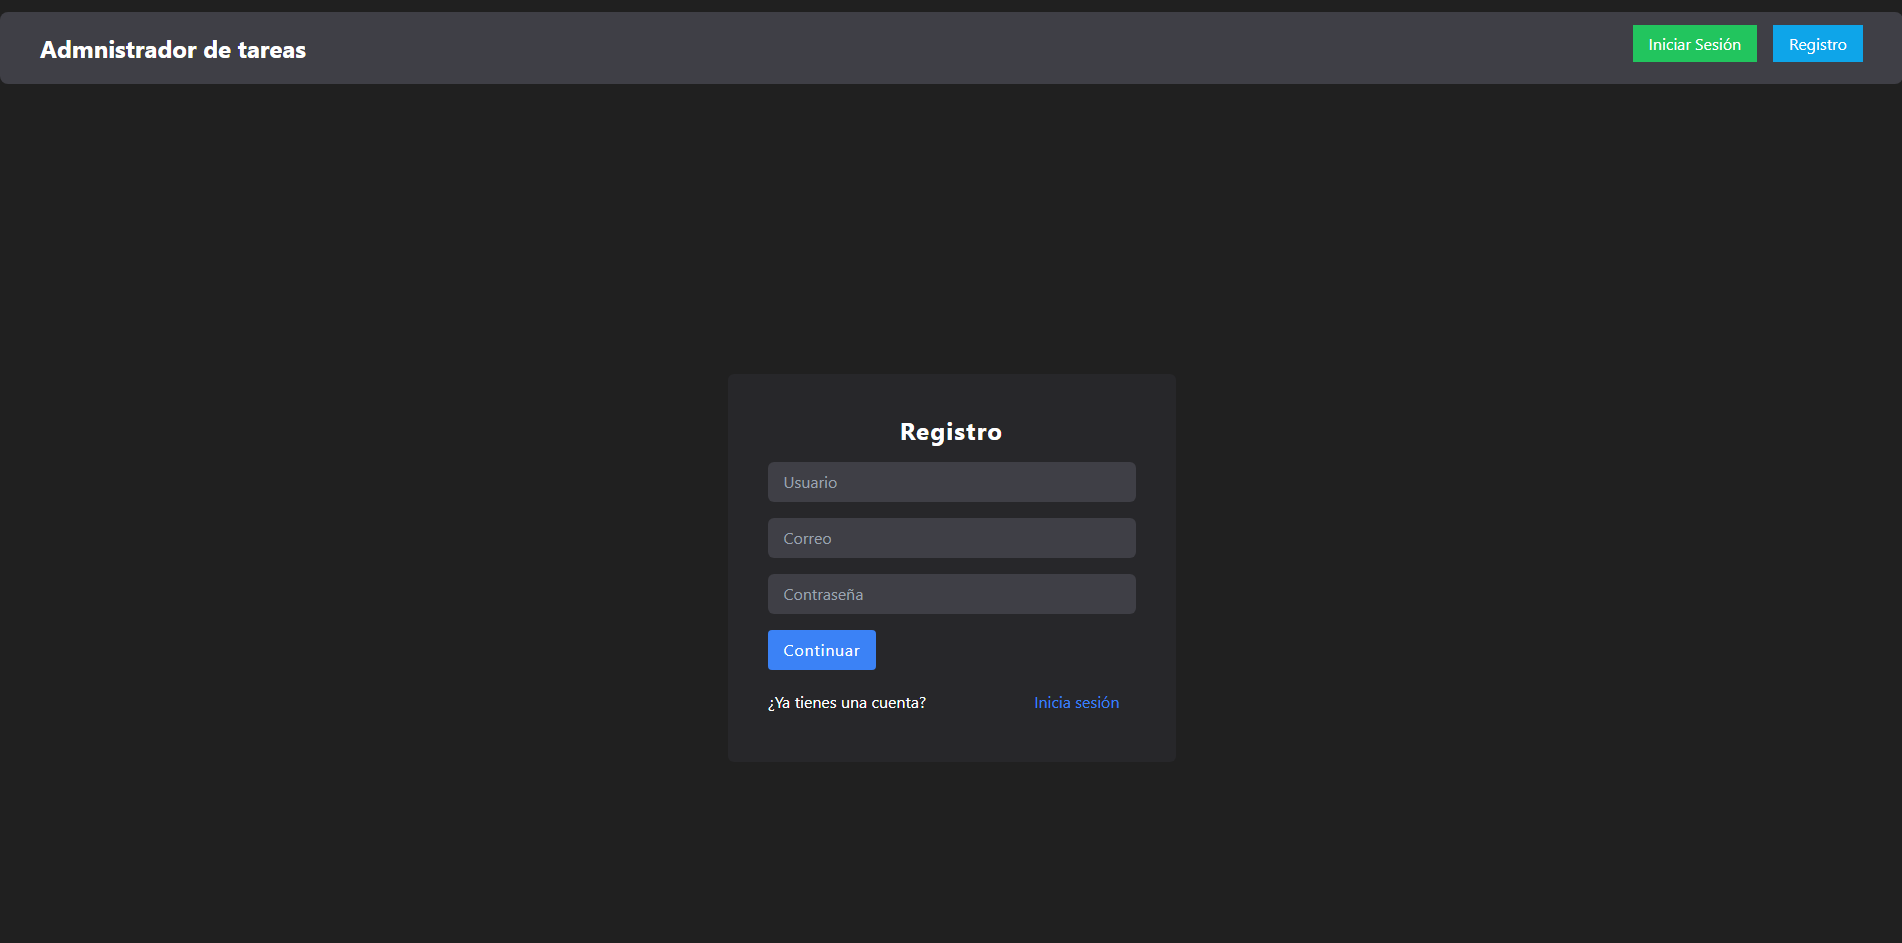 Admnistrador de tareas
Iniciar Sesión
Registro
Registro
Usuario
Correo
Contraseña
Continuar
¿Ya tienes una cuenta? Inicia sesión